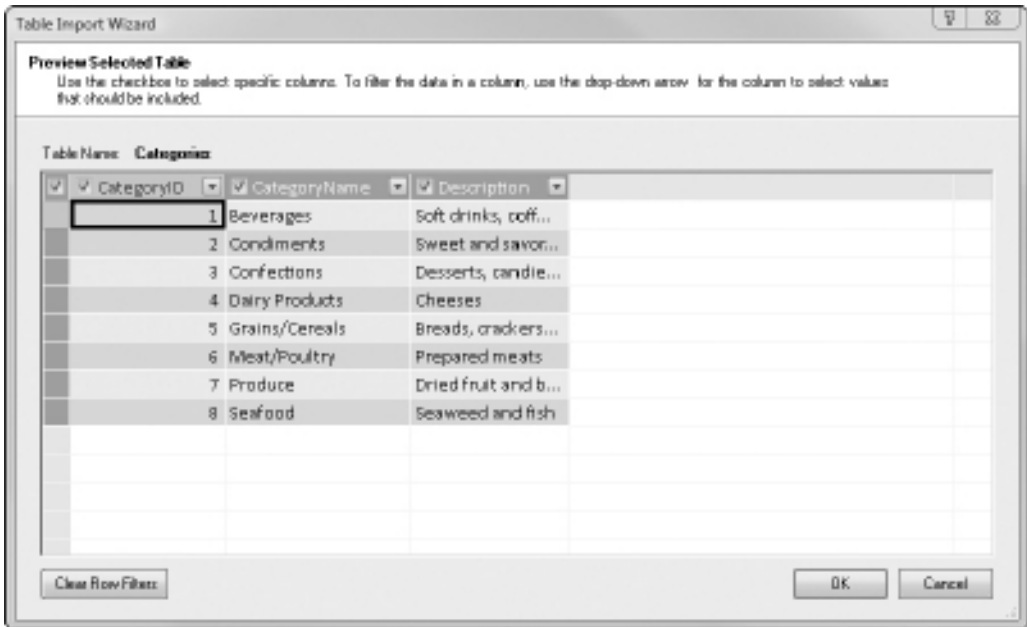 Table Import Wizard
Preview Selected Table
Use the checkbox to select specific columns. To filter the data in a column, use the drop-down arrow for the column to select values
that should be included.
Table Name: Categories
CategoryID CategoryName Description
1 Beverages Soft drinks, coff...
2 Condiments Sweet and savor...
3 Confections Desserts, candie...
4 Dairy Products Cheeses
5 Grains/Cereals Breads, crackers...
6 Meat/Poultry Prepared meats
7 Produce Dried fruit and b...
8 Seafood Seaweed and fish
Clear Row Filters OK Cancel